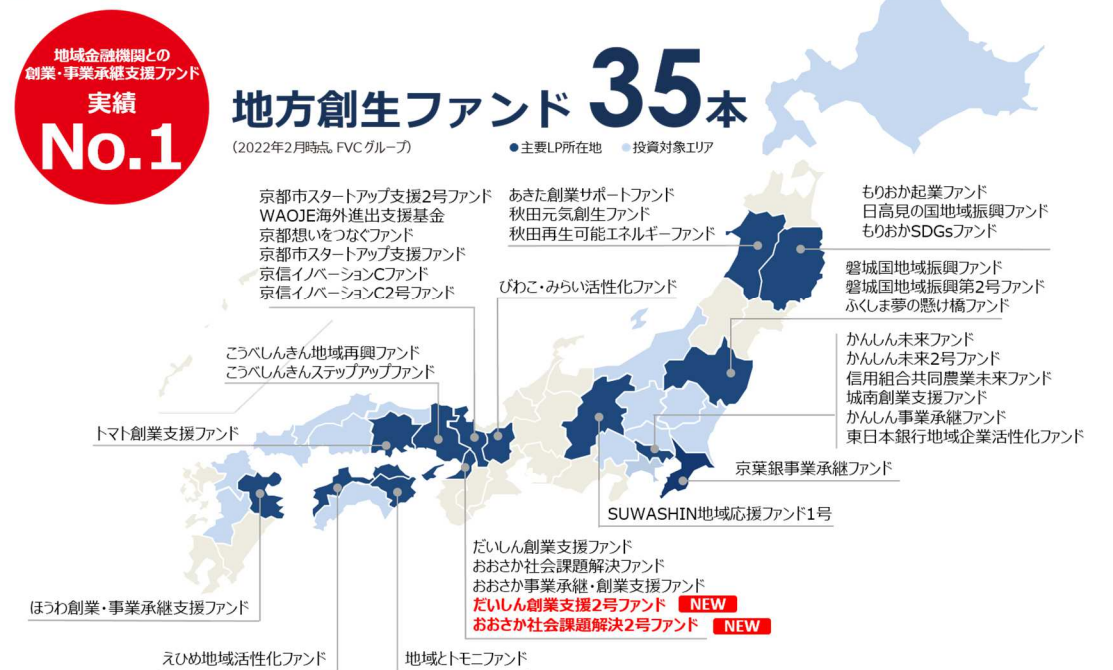 地域金融機関との
創業・事業承継支援ファンド
実績
No.1
地方創生ファンド 35本
(2022年2月時点。FVCグループ)
●主要LP所在地 ●投資対象エリア
京都市スタートアップ支援2号ファンド
WAOJE海外進出支援基金
京都想いをつなぐファンド
京都市スタートアップ支援ファンド
京信イノベーションCファンド
京信イノベーションC2号ファンド
あきた創業サポートファンド
秋田元気創生ファンド
秋田再生可能エネルギーファンド
もりおか起業ファンド
日高見の国地域振興ファンド
もりおかSDGsファンド
びわこ・みらい活性化ファンド
磐城国地域振興ファンド
磐城国地域振興第2号ファンド
ふくしま夢の懸け橋ファンド
こうべしんきん地域再興ファンド
こうべしんきんステップアップファンド
かんしん未来ファンド
かんしん未来2号ファンド
信用組合共同農業未来ファンド
城南創業支援ファンド
かんしん事業承継ファンド
東日本銀行地域企業活性化ファンド
トマト創業支援ファンド
京葉銀事業承継ファンド
SUWASHIN地域応援ファンド1号
だいしん創業支援ファンド
おおさか社会課題解決ファンド
おおさか事業承継・創業支援ファンド
だいしん創業支援2号ファンド NEW
おおさか社会課題解決2号ファンド NEW
ほうわ創業・事業承継支援ファンド
えひめ地域活性化ファンド
地域とトモニファンド